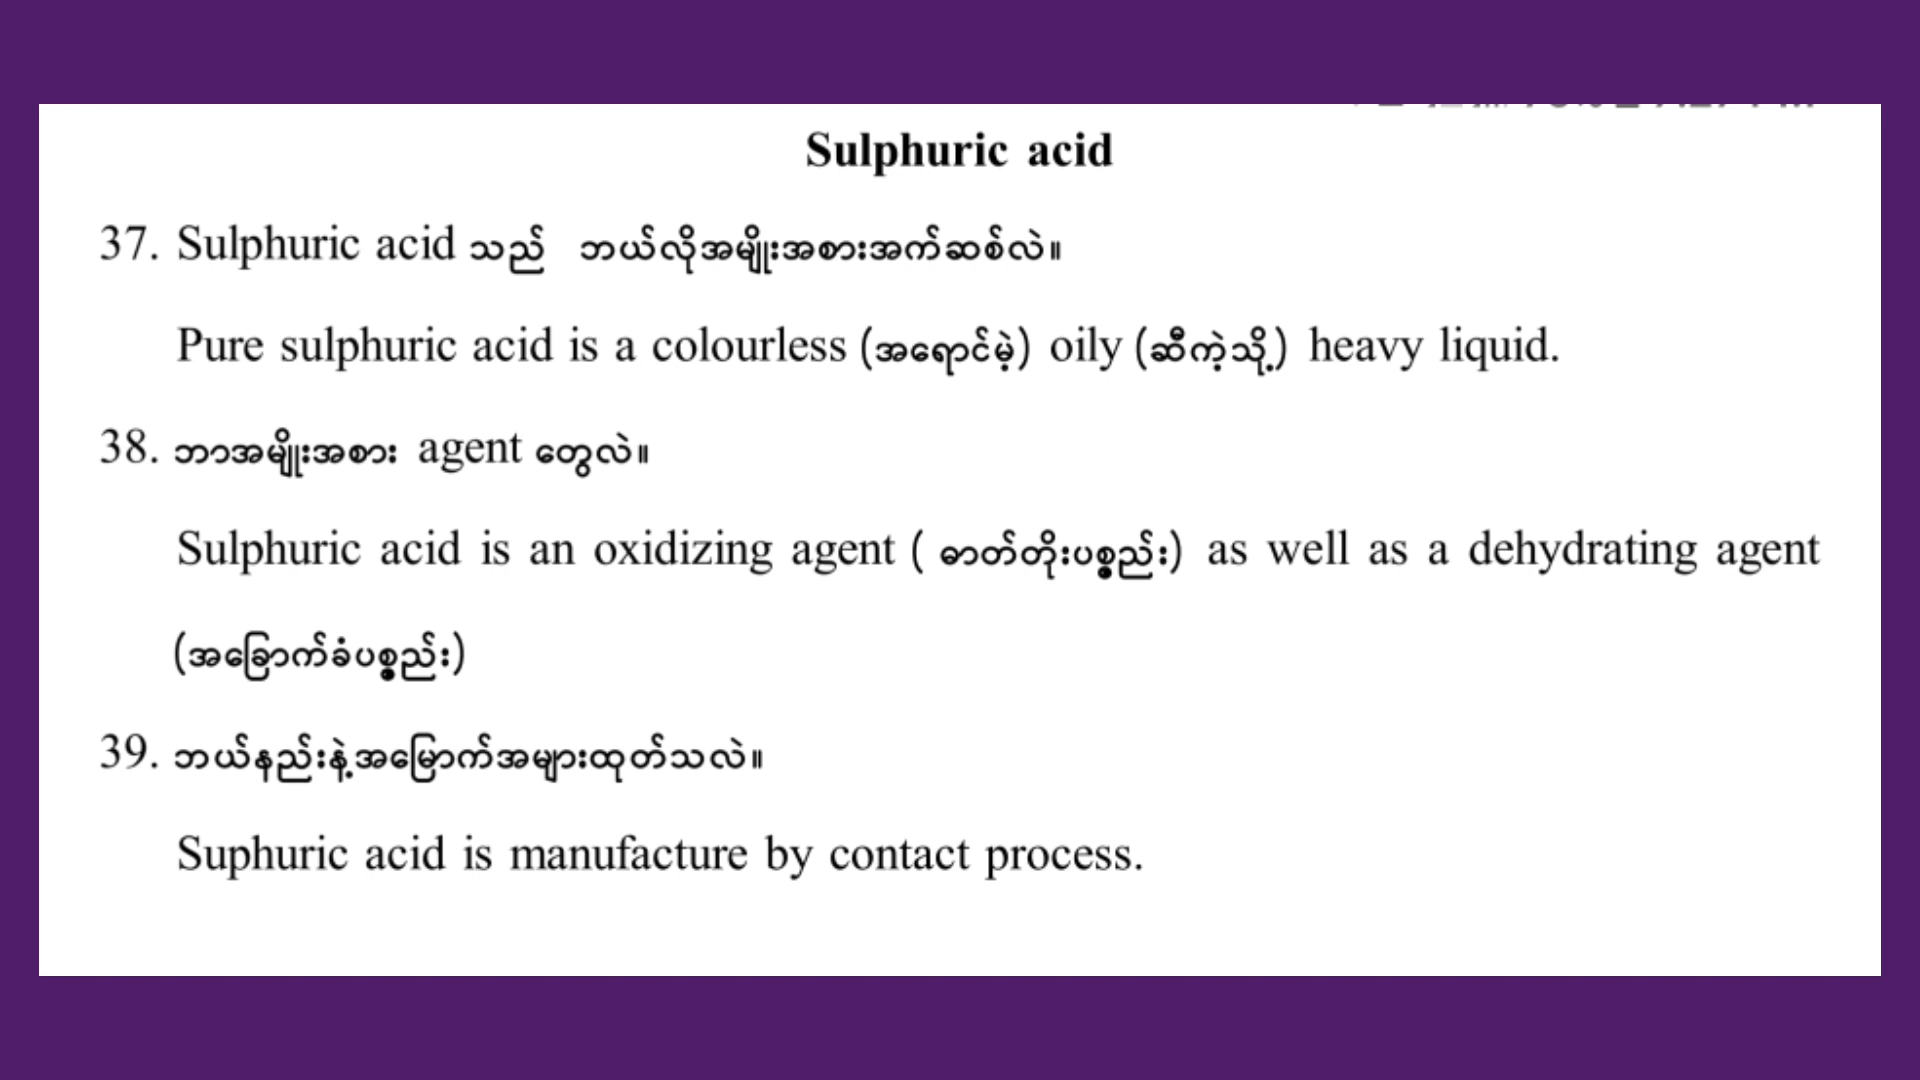 Sulphuric acid
37. Sulphuric acid သည် ဘယ်လိုအမျိုးအစားအက်ဆစ်လဲ။
Pure sulphuric acid is a colourless (အရောင်မဲ့) oily (ဆီကဲ့သို့) heavy liquid.
38. ဘာအမျိုးအစား agent တွေလဲ။
Sulphuric acid is an oxidizing agent ( ဓာတ်တိုးပစ္စည်း) as well as a dehydrating agent
(အခြောက်ခံပစ္စည်း)
39. ဘယ်နည်းနဲ့အမြောက်အများထုတ်သလဲ။
Suphuric acid is manufacture by contact process.